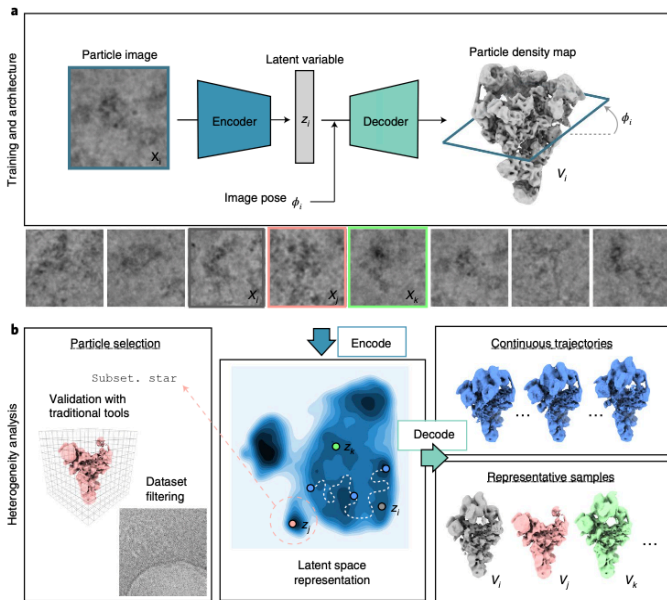 a
Training and architecture
Particle image
Latent variable
Particle density map
Encoder
z_i
Decoder
X_i
ϕ_i
V_i
Image pose ϕ_i
X_i
X_j
X_k
b
Heterogeneity analysis
Particle selection
Encode
Continuous trajectories
Subset. star
Validation with
traditional tools
Dataset
filtering
z_k
z_i
z_j
Decode
... ...
Latent space
representation
Representative samples
...
V_i
V_j
V_k